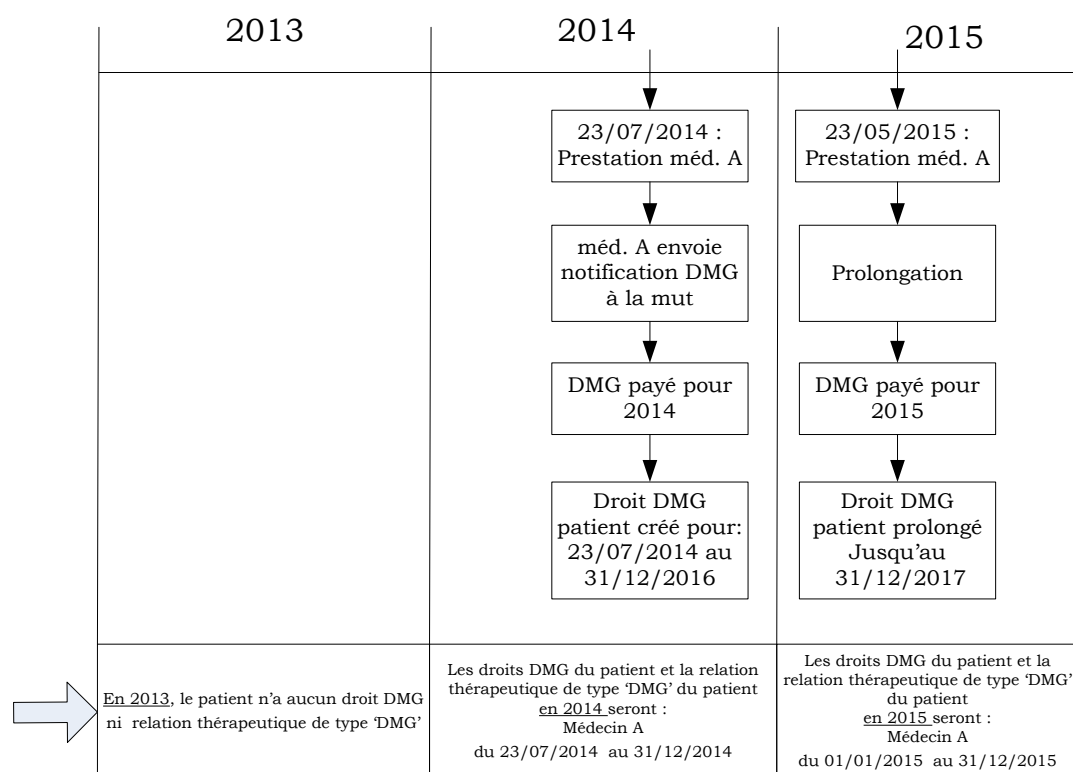 2013
2014
2015
23/07/2014 :
Prestation méd. A
méd. A envoie
notification DMG
à la mut
DMG payé pour
2014
Droit DMG
patient créé pour:
23/07/2014 au
31/12/2016
23/05/2015 :
Prestation méd. A
Prolongation
DMG payé pour
2015
Droit DMG
patient prolongé
Jusqu’au
31/12/2017
En 2013, le patient n’a aucun droit DMG
ni relation thérapeutique de type ‘DMG’
Les droits DMG du patient et la relation
thérapeutique de type ‘DMG’ du patient
en 2014 seront :
Médecin A
du 23/07/2014 au 31/12/2014
Les droits DMG du patient et la
relation thérapeutique de type ‘DMG’
du patient
en 2015 seront :
Médecin A
du 01/01/2015 au 31/12/2015